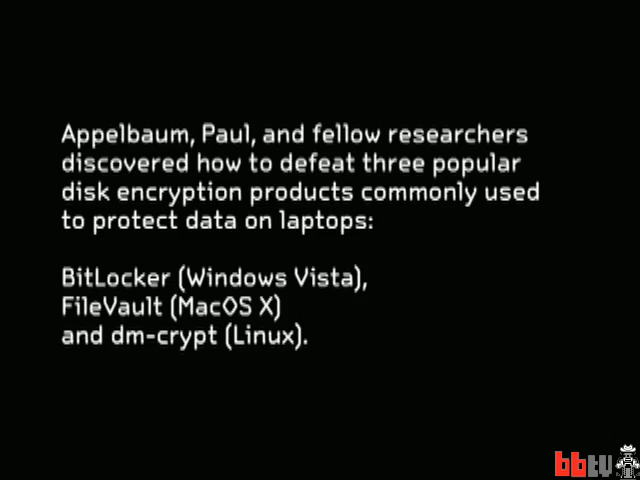 Appelbaum, Paul, and fellow researchers
discovered how to defeat three popular
disk encryption products commonly used
to protect data on laptops:
BitLocker (Windows Vista),
FileVault (MacOS X)
and dm-crypt (Linux).
bbtv